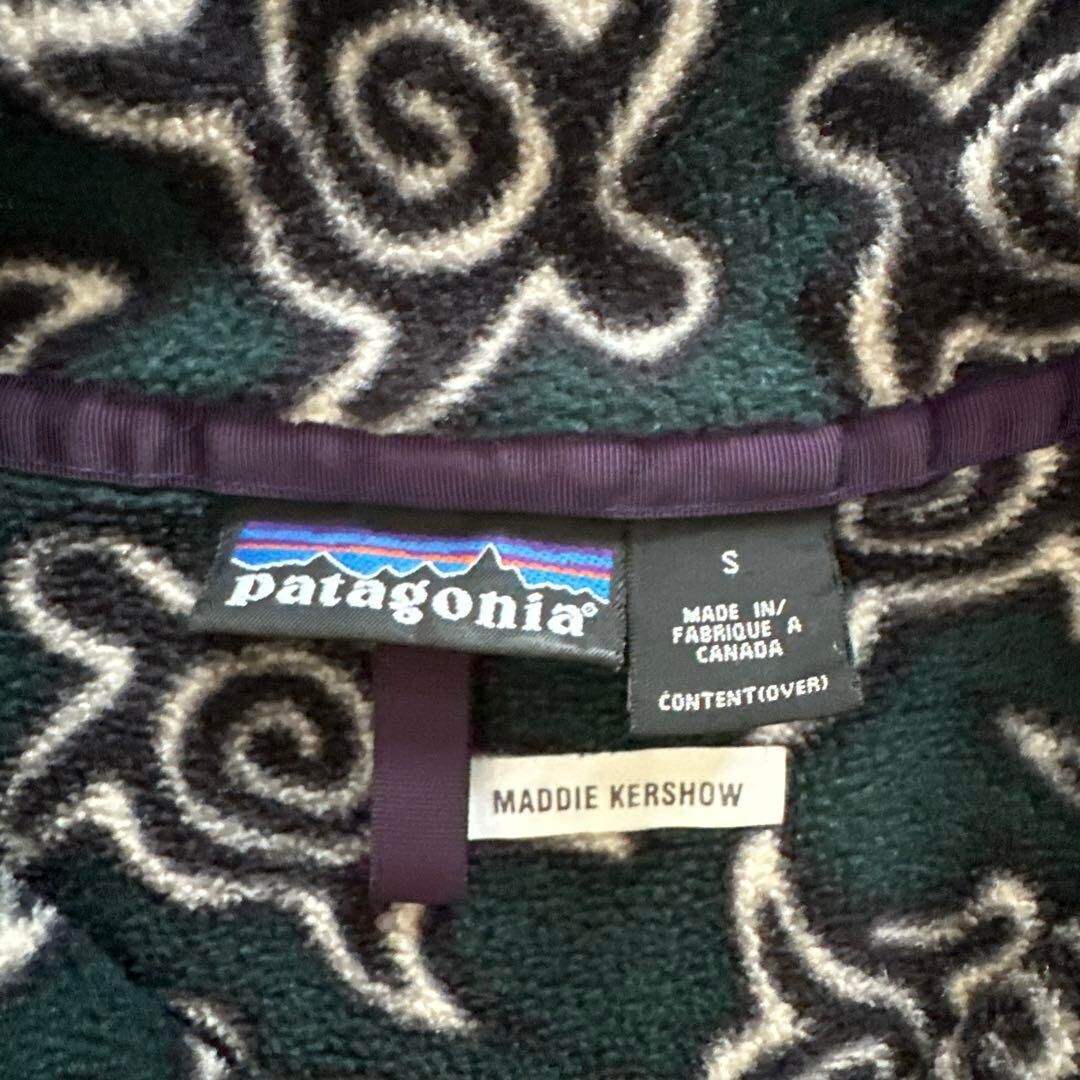 patagonia®
S
MADE IN/
FABRIQUE A
CANADA
CONTENT(OVER)
MADDIE KERSHOW